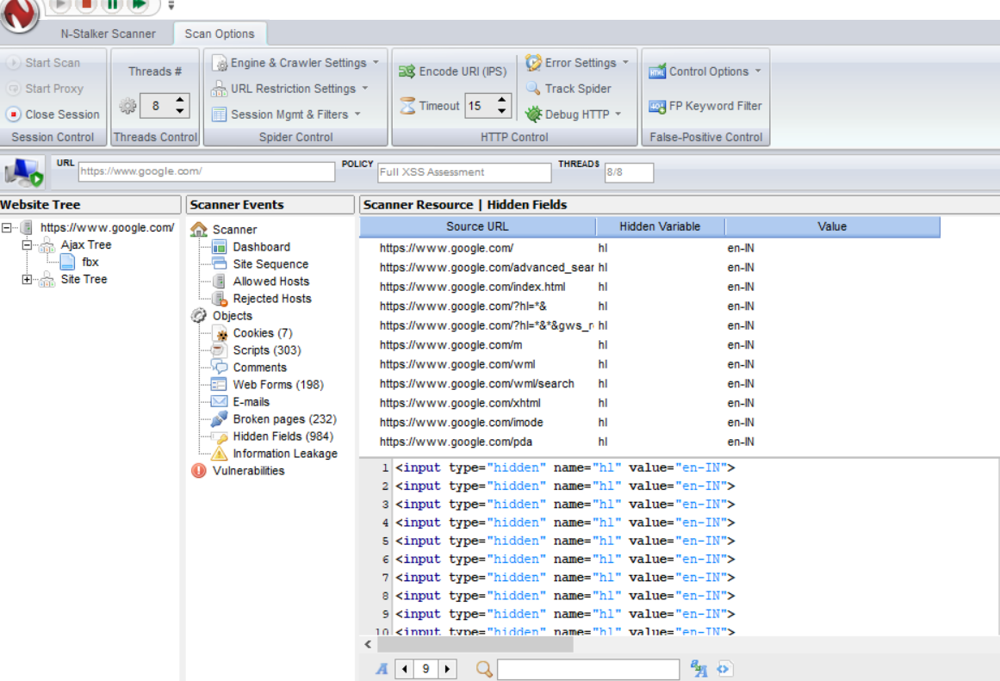 N-Stalker Scanner Scan Options
Start Scan
Start Proxy
Close Session
Session Control
Threads #
8
Threads Control
Engine & Crawler Settings
URL Restriction Settings
Session Mgmt & Filters
Spider Control
Encode URI (IPS)
Timeout 15
Error Settings
Track Spider
Debug HTTP
HTTP Control
Control Options
FP Keyword Filter
False-Positive Control
URL https://www.google.com/ POLICY Full XSS Assessment THREADS 8/8
Website Tree
https://www.google.com/
Ajax Tree
fbx
Site Tree
Scanner Events
Scanner
Dashboard
Site Sequence
Allowed Hosts
Rejected Hosts
Objects
Cookies (7)
Scripts (303)
Comments
Web Forms (198)
E-mails
Broken pages (232)
Hidden Fields (984)
Information Leakage
Vulnerabilities
Scanner Resource | Hidden Fields
Source URL Hidden Variable Value
https://www.google.com/ hl en-IN
https://www.google.com/advanced_sear hl en-IN
https://www.google.com/index.html hl en-IN
https://www.google.com/?hl=*& hl en-IN
https://www.google.com/?hl=*&*&gws_r hl en-IN
https://www.google.com/m hl en-IN
https://www.google.com/wml hl en-IN
https://www.google.com/wml/search hl en-IN
https://www.google.com/xhtml hl en-IN
https://www.google.com/imode hl en-IN
https://www.google.com/pda hl en-IN
1 <input type="hidden" name="hl" value="en-IN">
2 <input type="hidden" name="hl" value="en-IN">
3 <input type="hidden" name="hl" value="en-IN">
4 <input type="hidden" name="hl" value="en-IN">
5 <input type="hidden" name="hl" value="en-IN">
6 <input type="hidden" name="hl" value="en-IN">
7 <input type="hidden" name="hl" value="en-IN">
8 <input type="hidden" name="hl" value="en-IN">
9 <input type="hidden" name="hl" value="en-IN">
10 <input type="hidden" name="hl" value="en-IN">
9